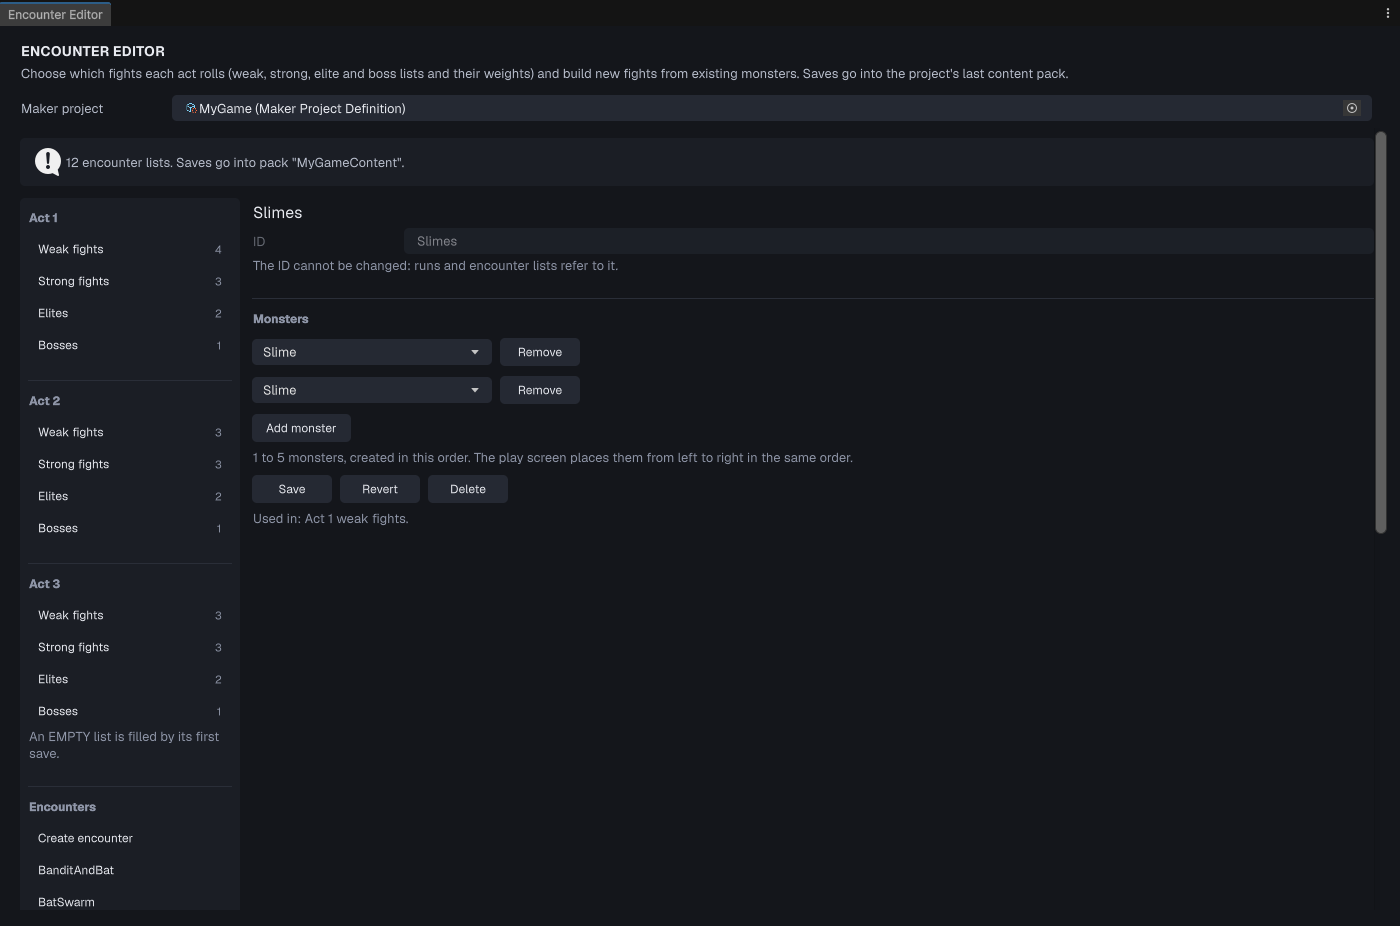 Encounter Editor
ENCOUNTER EDITOR
Choose which fights each act rolls (weak, strong, elite and boss lists and their weights) and build new fights from existing monsters. Saves go into the project's last content pack.
Maker project
MyGame (Maker Project Definition)
12 encounter lists. Saves go into pack "MyGameContent".
Act 1
Weak fights 4
Strong fights 3
Elites 2
Bosses 1
Act 2
Weak fights 3
Strong fights 3
Elites 2
Bosses 1
Act 3
Weak fights 3
Strong fights 3
Elites 2
Bosses 1
An EMPTY list is filled by its first
save.
Encounters
Create encounter
BanditAndBat
BatSwarm
Slimes
ID Slimes
The ID cannot be changed: runs and encounter lists refer to it.
Monsters
Slime Remove
Slime Remove
Add monster
1 to 5 monsters, created in this order. The play screen places them from left to right in the same order.
Save Revert Delete
Used in: Act 1 weak fights.